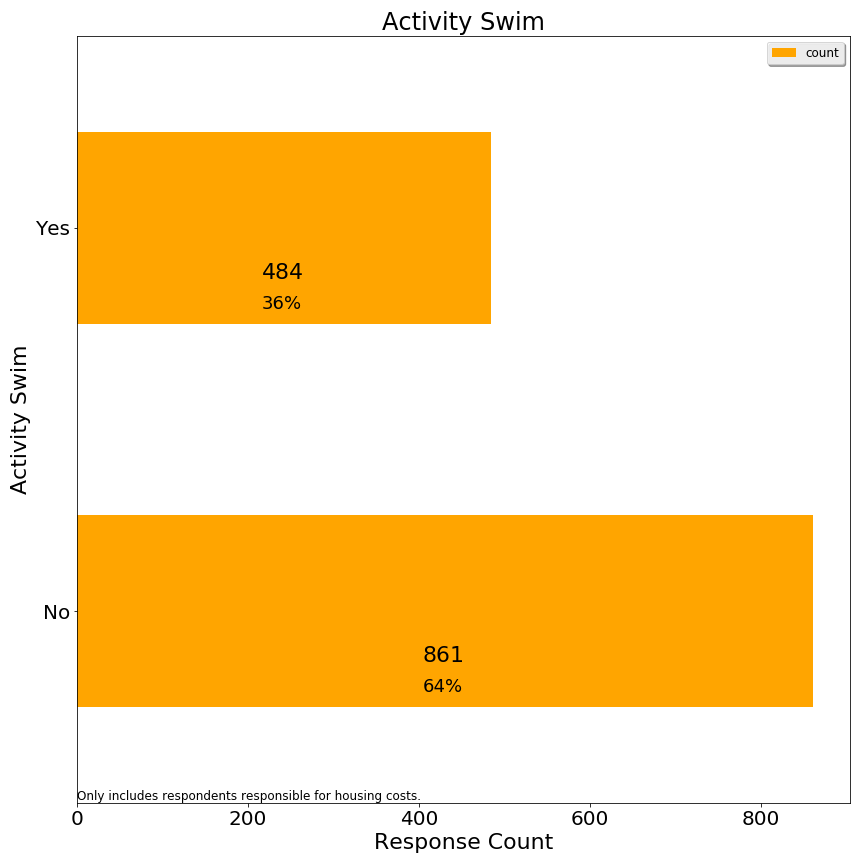 Activity Swim
count
Yes
484
36%
Activity Swim
No
861
64%
Only includes respondents responsible for housing costs.
0
200
400
600
800
Response Count